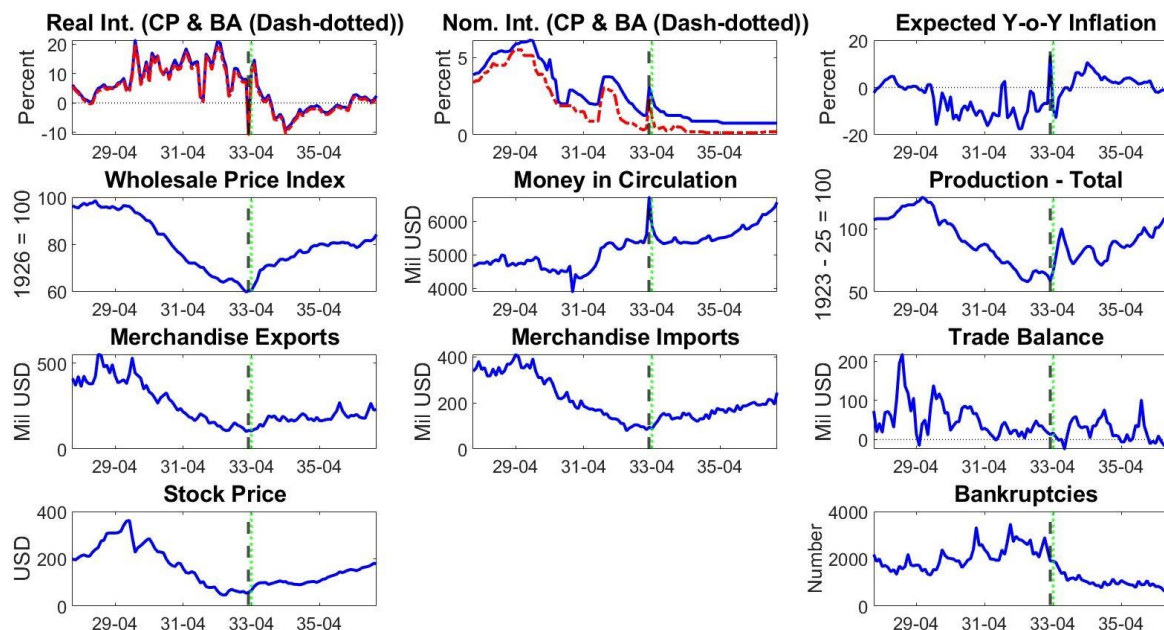 Real Int. (CP & BA (Dash-dotted))
Percent
20
10
0
-10
29-04 31-04 33-04 35-04
Nom. Int. (CP & BA (Dash-dotted))
Percent
5
0
29-04 31-04 33-04 35-04
Expected Y-o-Y Inflation
Percent
20
0
-20
29-04 31-04 33-04 35-04
Wholesale Price Index
1926 = 100
100
80
60
29-04 31-04 33-04 35-04
Money in Circulation
Mil USD
6000
5000
4000
29-04 31-04 33-04 35-04
Production - Total
1923 - 25 = 100
100
50
29-04 31-04 33-04 35-04
Merchandise Exports
Mil USD
500
0
29-04 31-04 33-04 35-04
Merchandise Imports
Mil USD
400
200
0
29-04 31-04 33-04 35-04
Trade Balance
Mil USD
200
100
0
29-04 31-04 33-04 35-04
Stock Price
USD
400
200
0
29-04 31-04 33-04 35-04
Bankruptcies
Number
4000
2000
0
29-04 31-04 33-04 35-04